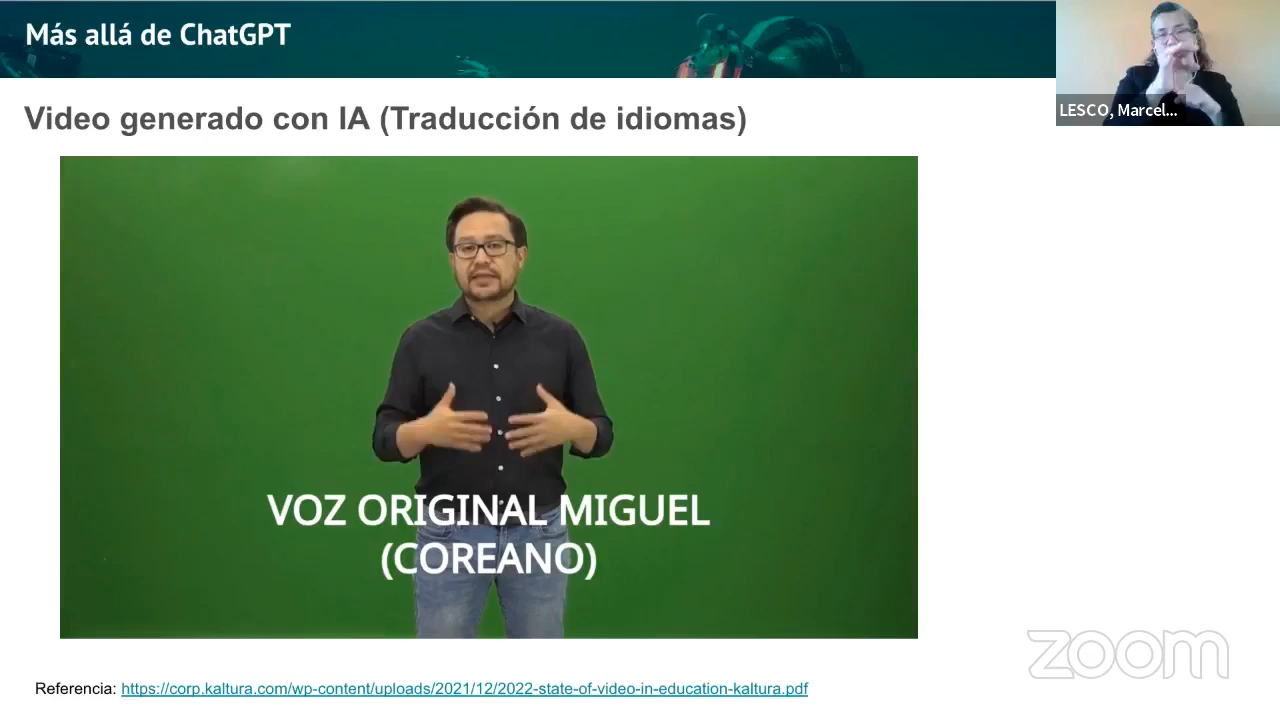 Más allá de ChatGPT
LESCO, Marcel...
Video generado con IA (Traducción de idiomas)
VOZ ORIGINAL MIGUEL
(COREANO)
zoom
Referencia: https://corp.kaltura.com/wp-content/uploads/2021/12/2022-state-of-video-in-education-kaltura.pdf